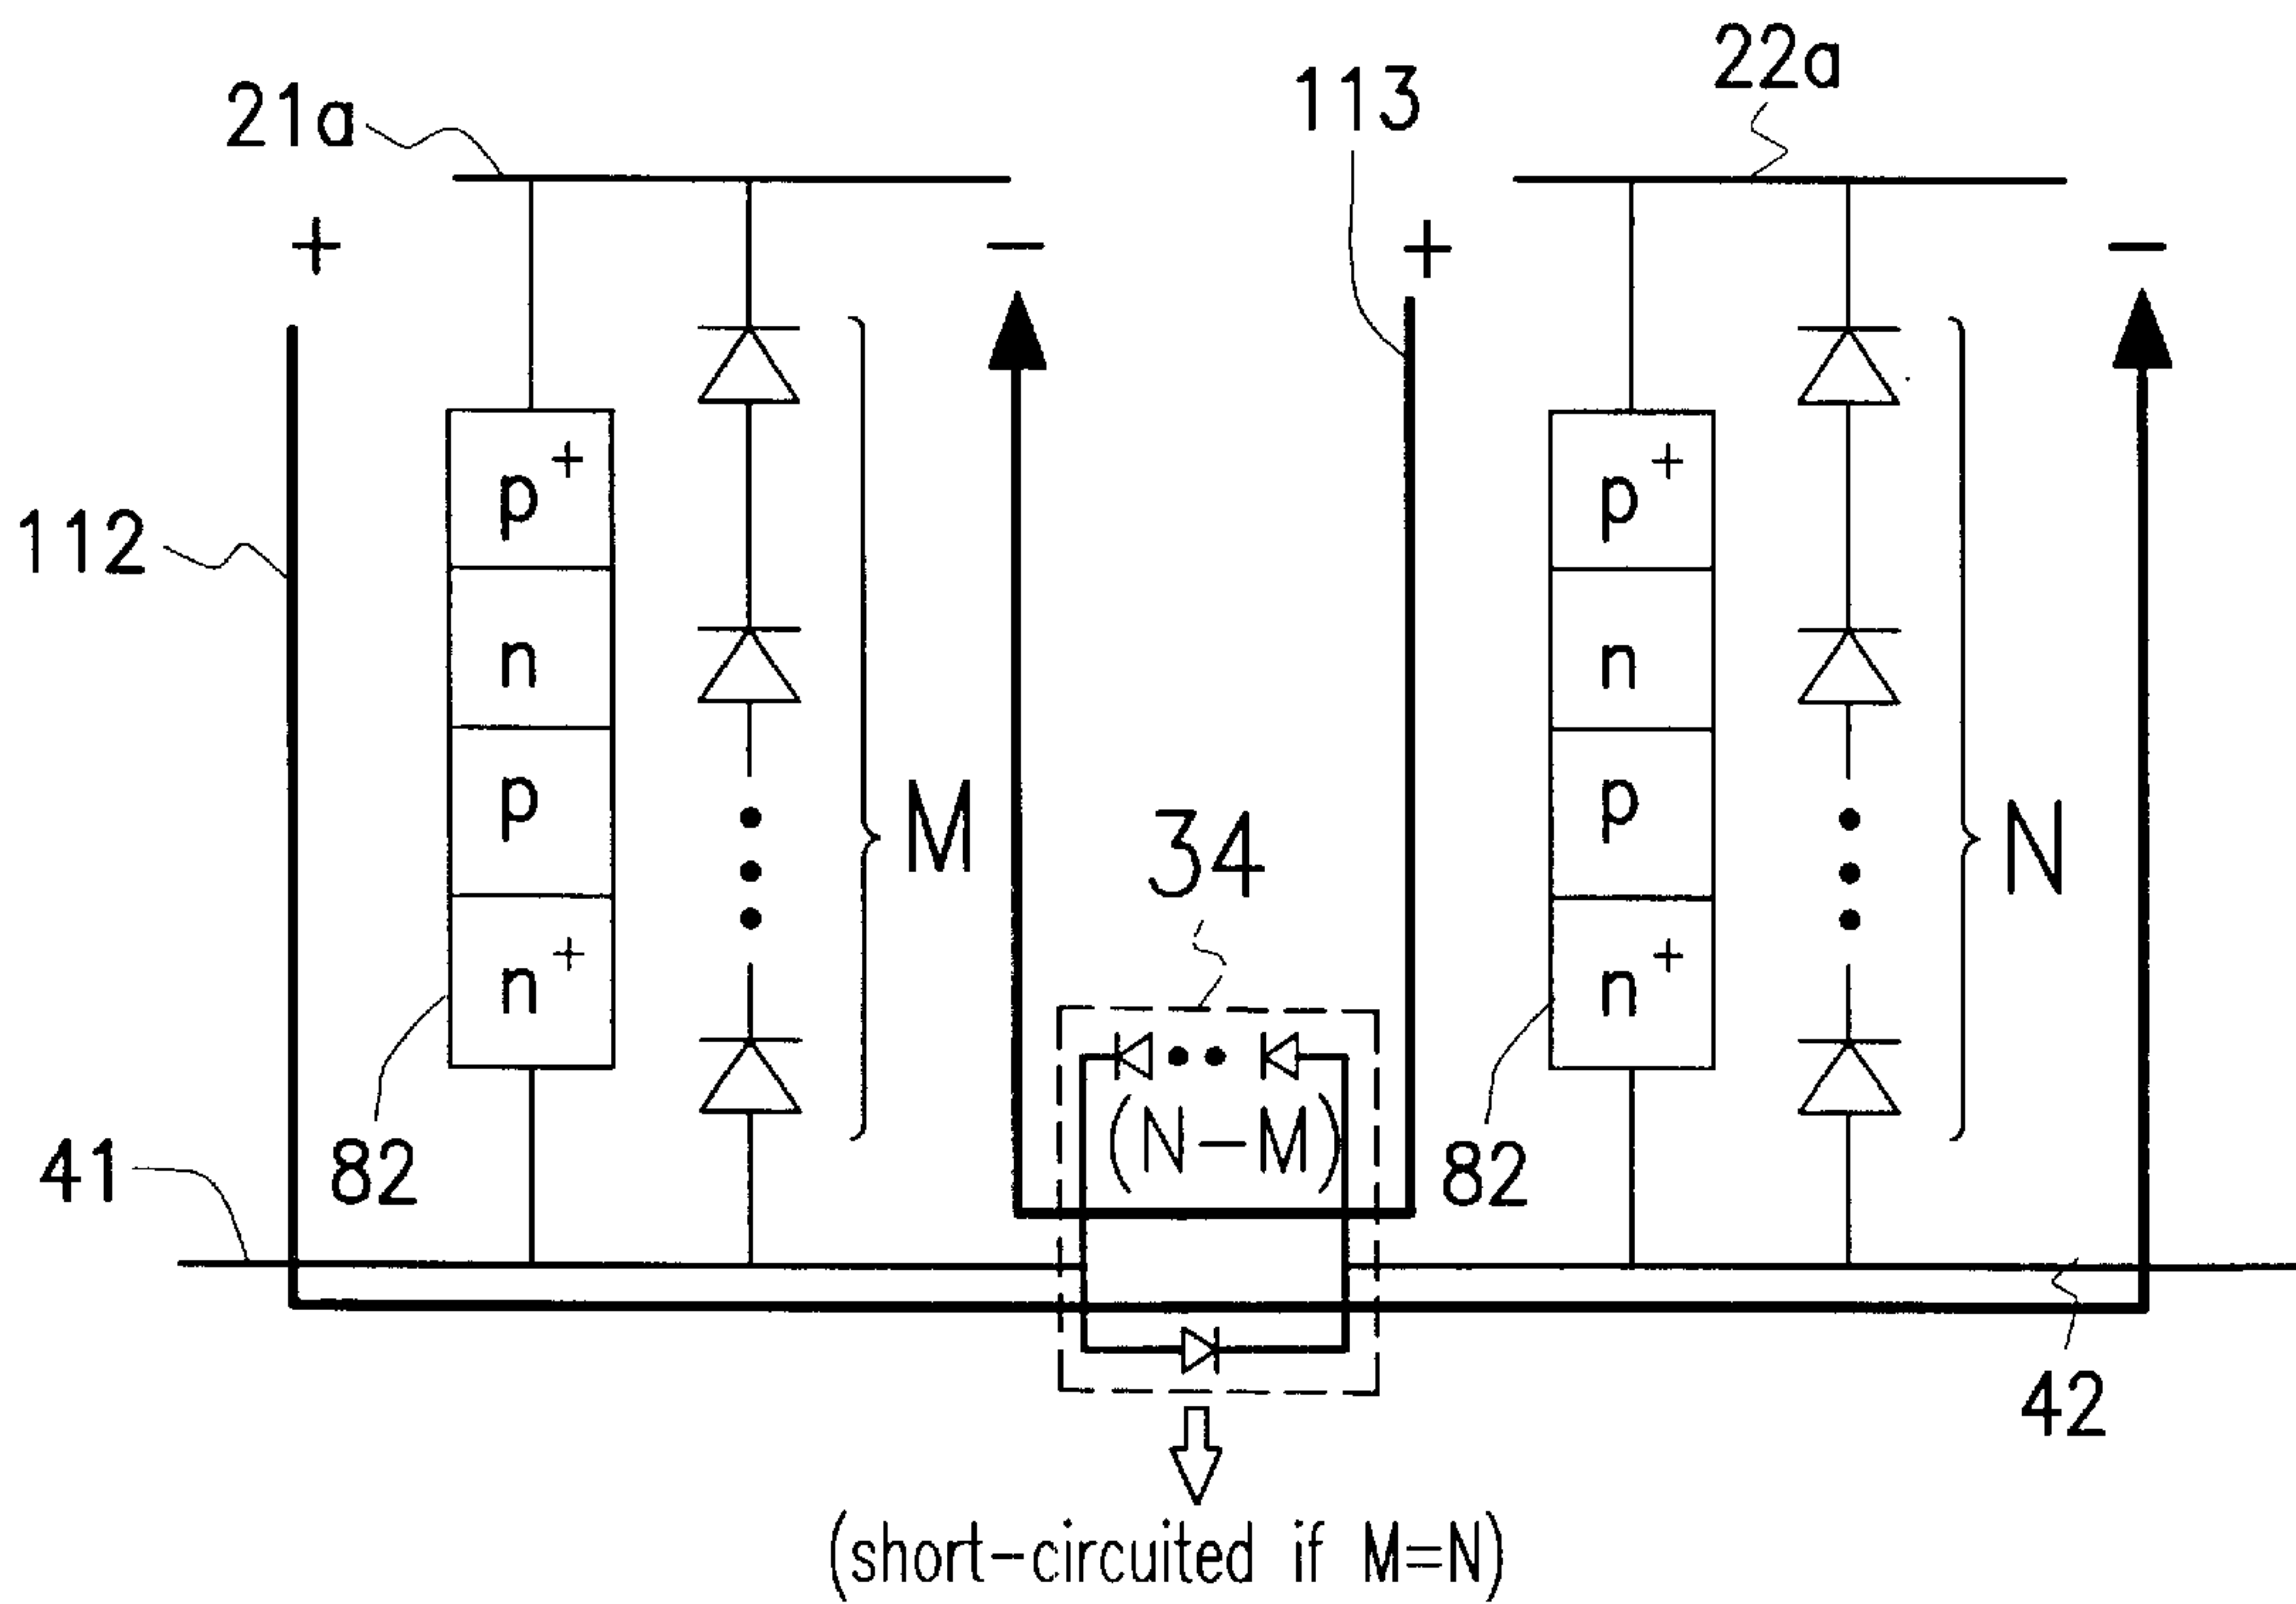 22a
113
21a
+ − + −
p+ p+
112
n n
p p
M N
34
n+ n+
(N−M)
41 82 82
42
(short−circuited if M=N)